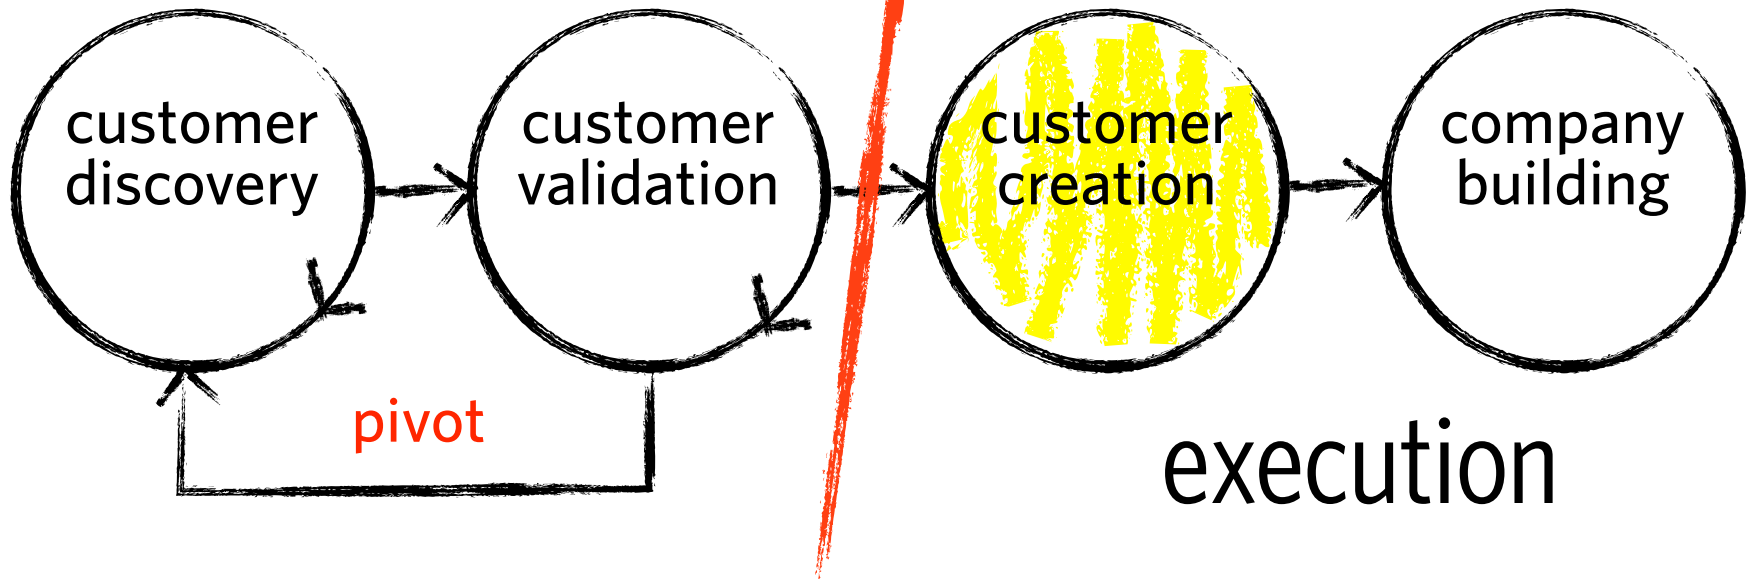 customer
discovery
customer
validation
customer
creation
company
building
pivot
execution